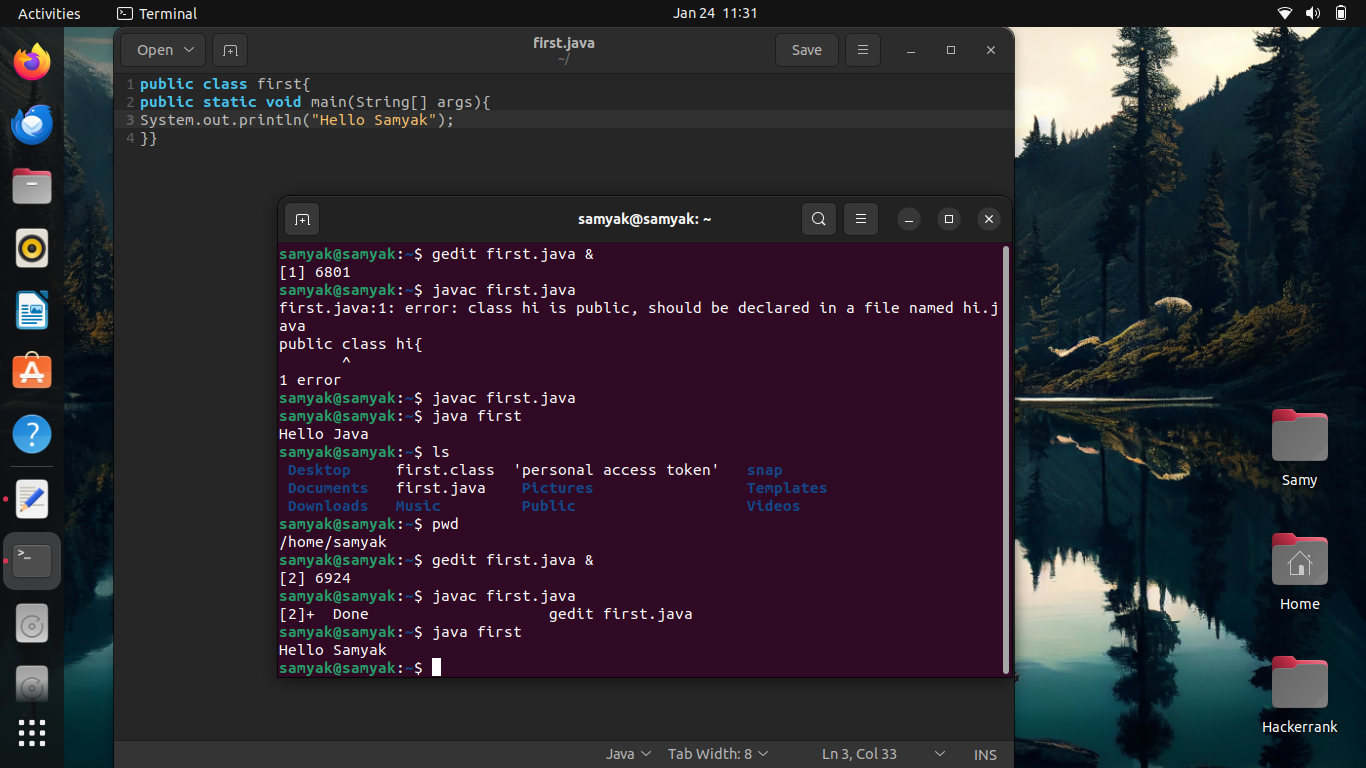 Activities Terminal Jan 24 11:31
Open first.java Save
~/
1 public class first{
2 public static void main(String[] args){
3 System.out.println("Hello Samyak");
4 }}
samyak@samyak: ~
samyak@samyak:~$ gedit first.java &
[1] 6801
samyak@samyak:~$ javac first.java
first.java:1: error: class hi is public, should be declared in a file named hi.j
ava
public class hi{
       ^
1 error
samyak@samyak:~$ javac first.java
samyak@samyak:~$ java first
Hello Java
samyak@samyak:~$ ls
 Desktop     first.class  'personal access token'   snap
 Documents   first.java    Pictures                 Templates
 Downloads   Music         Public                   Videos
samyak@samyak:~$ pwd
/home/samyak
samyak@samyak:~$ gedit first.java &
[2] 6924
samyak@samyak:~$ javac first.java
[2]+  Done                    gedit first.java
samyak@samyak:~$ java first
Hello Samyak
samyak@samyak:~$
Samy
Home
Hackerrank
Java Tab Width: 8 Ln 3, Col 33 INS